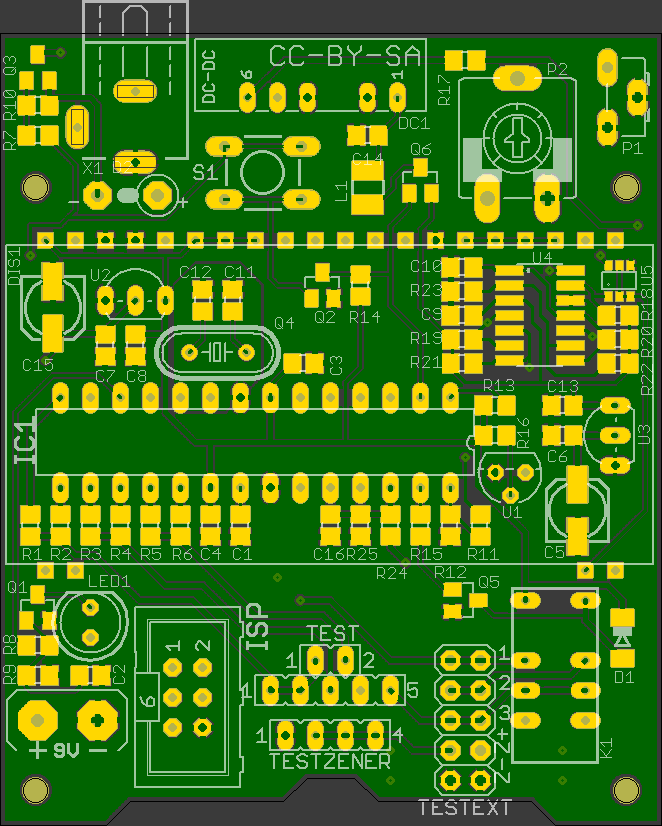 CC-BY-SA
DC-DC
6
1
Q3
R10
R7
R17
P2
DC1
P1
C14
Q6
X1
D2
S1
L1
-
+
DIS1
U2
C12
C11
C10
U4
U5
R18
R23
Q2
R14
C9
Q4
R19
R20
C15
C7
C8
C3
R21
R22
R13
C13
IC1
R16
U3
C6
U1
C5
R1
R2
R3
R4
R5
R6
C4
C1
C16
R25
R15
R11
R24
R12
Q5
Q1
LED1
ISP
R8
TEST
1
2
1
2
1
R9
C2
D1
2
1
5
6
3
+
1
4
K1
+ 9V -
Z
TESTZENER
-
Z
TESTEXT